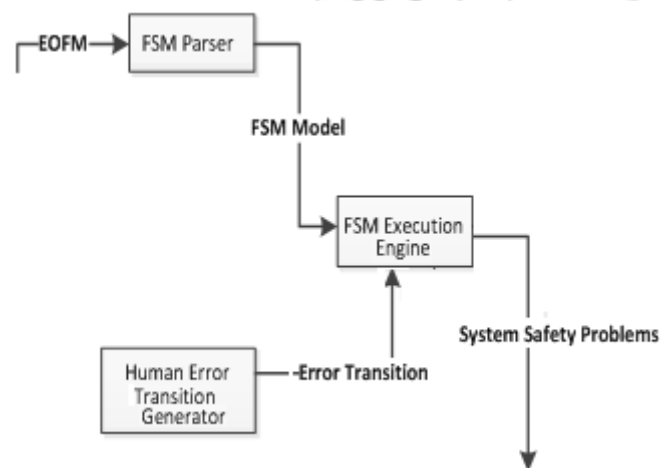 EOFM
FSM Parser
FSM Model
FSM Execution
Engine
System Safety Problems
Human Error
Transition
Generator
-Error Transition